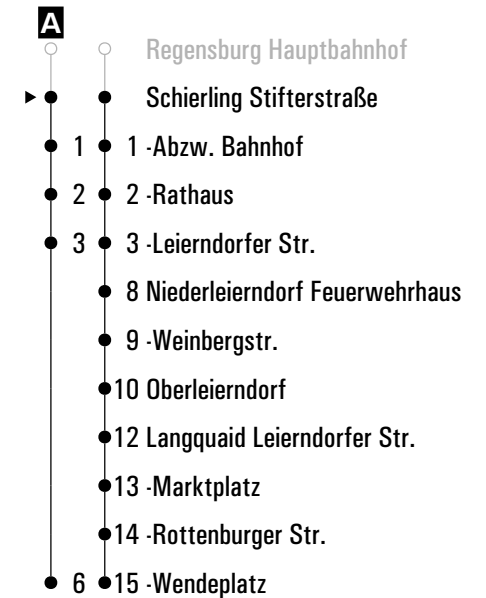 A
Regensburg Hauptbahnhof
Schierling Stifterstraße
1 1 -Abzw. Bahnhof
2 2 -Rathaus
3 3 -Leierndorfer Str.
8 Niederleierndorf Feuerwehrhaus
9 -Weinbergstr.
10 Oberleierndorf
12 Langquaid Leierndorfer Str.
13 -Marktplatz
14 -Rottenburger Str.
6 15 -Wendeplatz